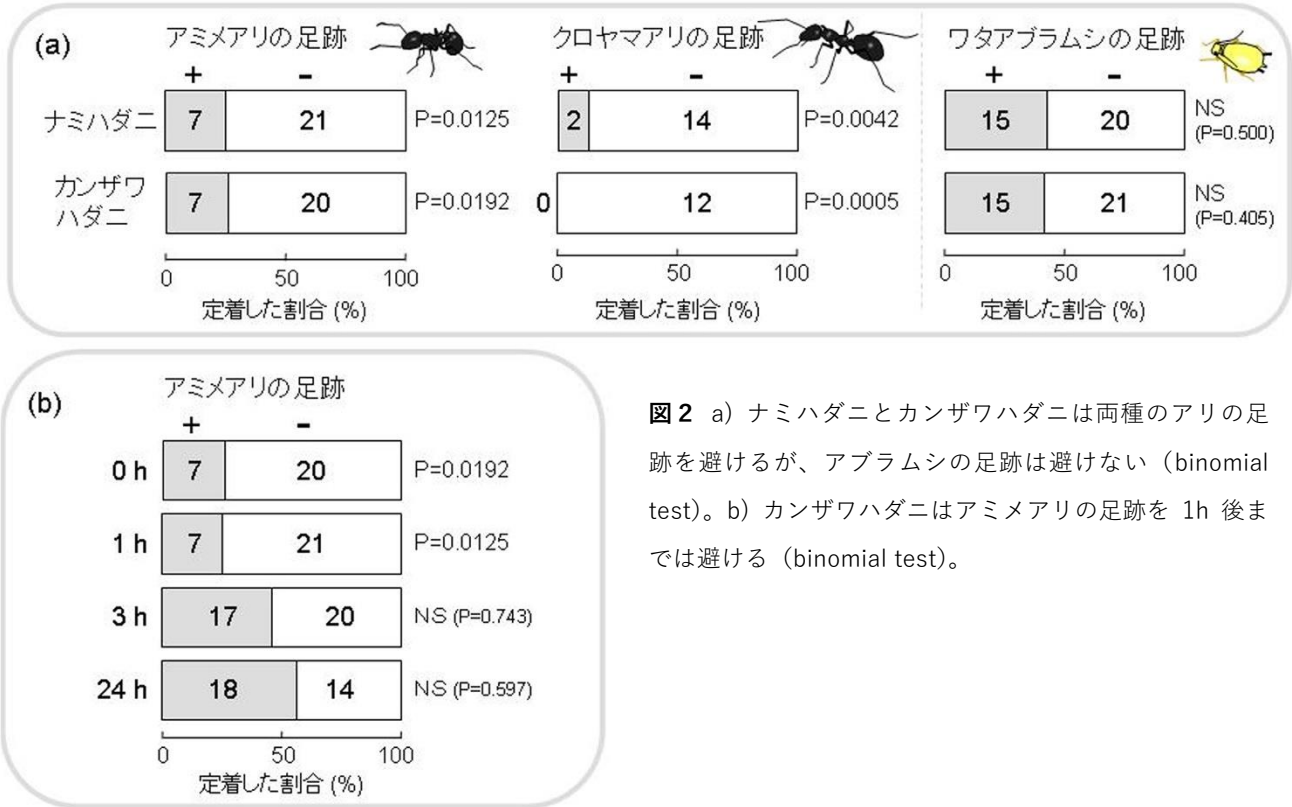 (a)
アミメアリの足跡 クロヤマアリの足跡 ワタアブラムシの足跡
+ - + - + -
ナミハダニ 7 21 P=0.0125 2 14 P=0.0042 15 20 NS (P=0.500)
カンザワハダニ 7 20 P=0.0192 0 12 P=0.0005 15 21 NS (P=0.405)
0 50 100 0 50 100 0 50 100
定着した割合 (%) 定着した割合 (%) 定着した割合 (%)
(b)
アミメアリの足跡
+ -
0 h 7 20 P=0.0192
1 h 7 21 P=0.0125
3 h 17 20 NS (P=0.743)
24 h 18 14 NS (P=0.597)
0 50 100
定着した割合 (%)
図2 a) ナミハダニとカンザワハダニは両種のアリの足
跡を避けるが、アブラムシの足跡は避けない（binomial
test)。b) カンザワハダニはアミメアリの足跡を 1h 後ま
では避ける（binomial test)。